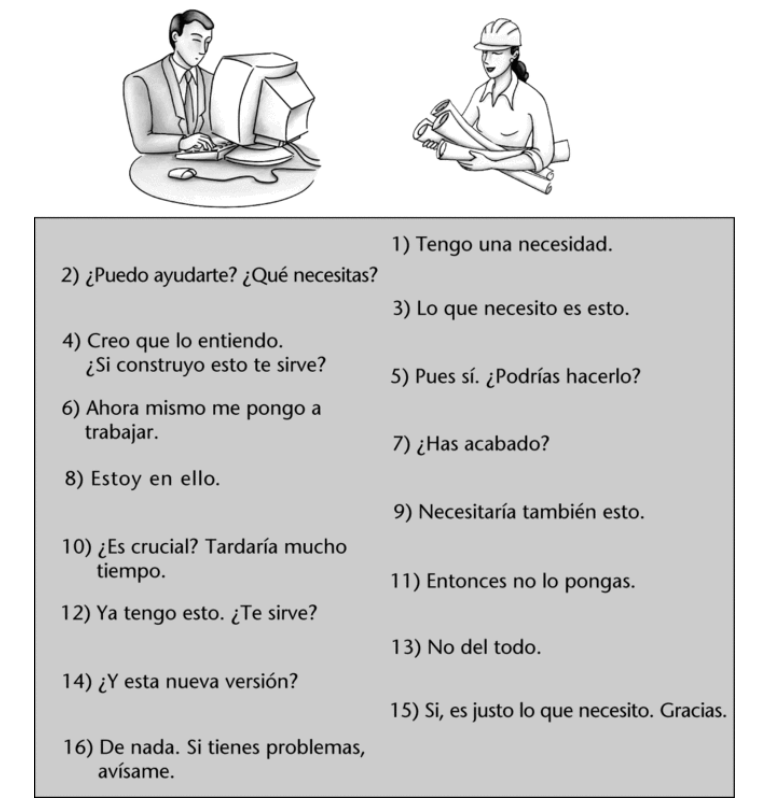 1) Tengo una necesidad.
2) ¿Puedo ayudarte? ¿Qué necesitas?
3) Lo que necesito es esto.
4) Creo que lo entiendo.
¿Si construyo esto te sirve?
5) Pues sí. ¿Podrías hacerlo?
6) Ahora mismo me pongo a
trabajar.
7) ¿Has acabado?
8) Estoy en ello.
9) Necesitaría también esto.
10) ¿Es crucial? Tardaría mucho
tiempo.
11) Entonces no lo pongas.
12) Ya tengo esto. ¿Te sirve?
13) No del todo.
14) ¿Y esta nueva versión?
15) Si, es justo lo que necesito. Gracias.
16) De nada. Si tienes problemas,
avísame.